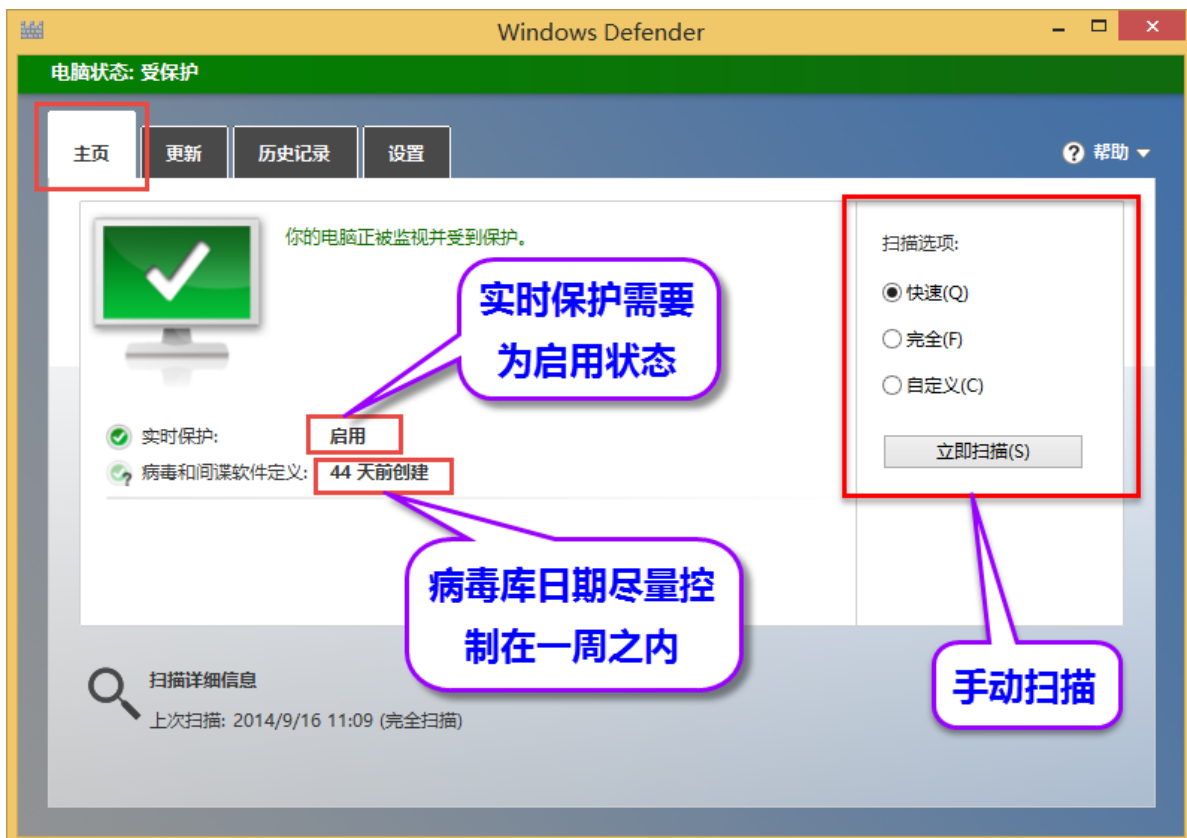 Windows Defender
电脑状态: 受保护
主页
更新
历史记录
设置
帮助
你的电脑正被监视并受到保护。
实时保护需要
为启用状态
实时保护:
启用
病毒和间谍软件定义:
44 天前创建
病毒库日期尽量控
制在一周之内
扫描选项:
快速(Q)
完全(F)
自定义(C)
立即扫描(S)
手动扫描
扫描详细信息
上次扫描: 2014/9/16 11:09 (完全扫描)